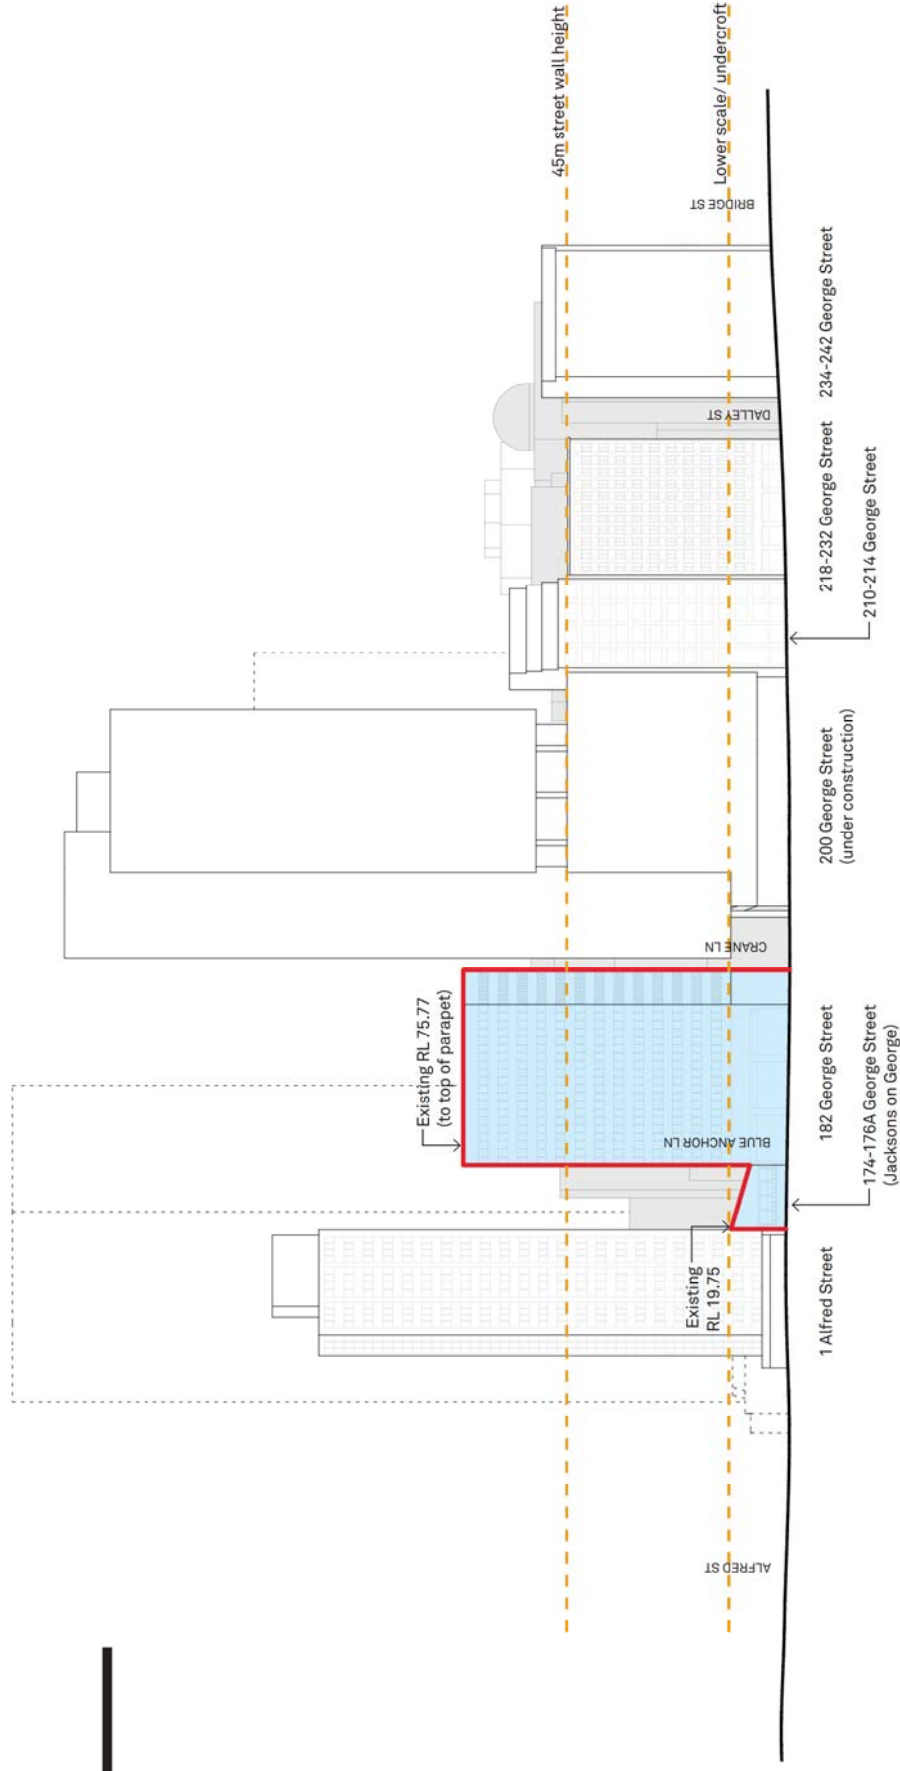 45m street wall height
Lower scale/ undercroft
Existing RL 75.77
(to top of parapet)
Existing
RL 19.75
ALFRED ST
BLUE ANCHOR LN
CRANE LN
DALLEY ST
BRIDGE ST
1 Alfred Street
174-176A George Street
(Jacksons on George)
182 George Street
200 George Street
(under construction)
210-214 George Street
218-232 George Street
234-242 George Street